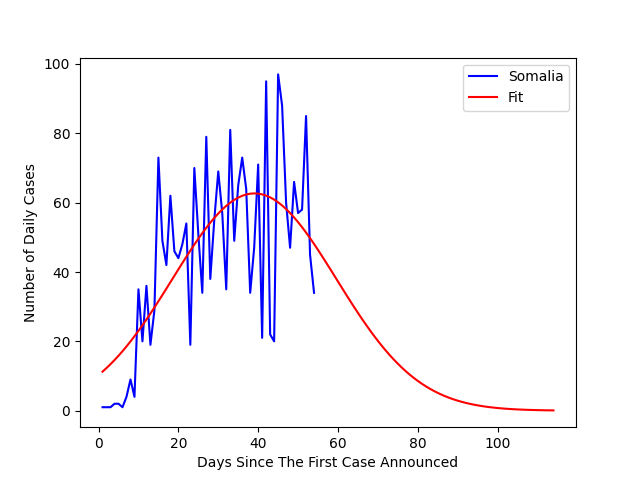 Somalia
Fit
Number of Daily Cases
100
80
60
40
20
0
0 20 40 60 80 100
Days Since The First Case Announced